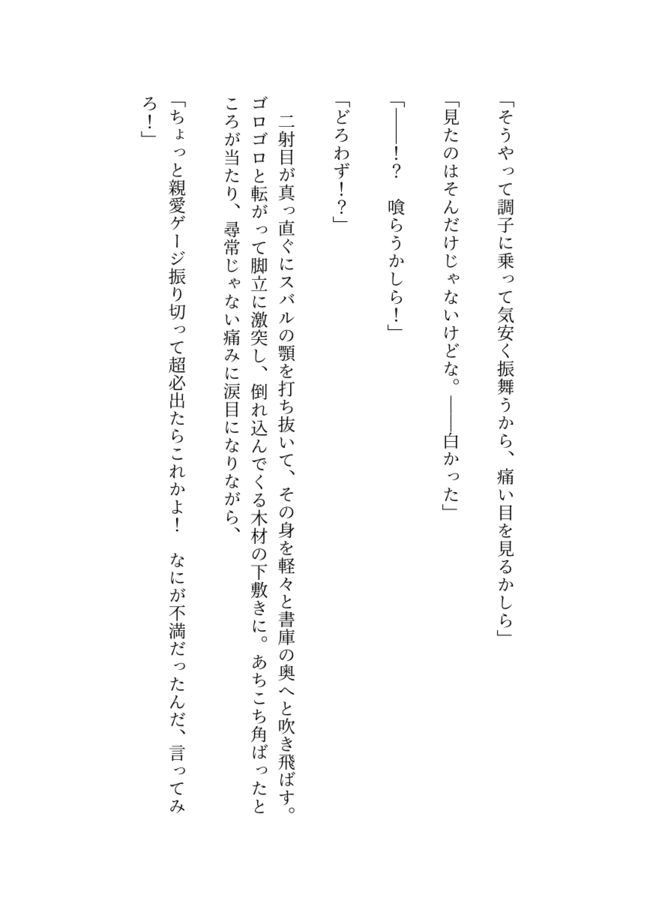 「そうやって調子に乗って気安く振舞うから、痛い目を見るかしら」
「見たのはそんだけじゃないけどな。――白かった」
「――！？　喰らうかしら！」
「どろわず！？」
　二射目が真っ直ぐにスバルの顎を打ち抜いて、その身を軽々と書庫の奥へと吹き飛ばす。
ゴロゴロと転がって脚立に激突し、倒れ込んでくる木材の下敷きに。あちこち角ばったと
ころが当たり、尋常じゃない痛みに涙目になりながら、
「ちょっと親愛ゲージ振り切って超必出たらこれかよ！　なにが不満だったんだ、言ってみ
ろ！」